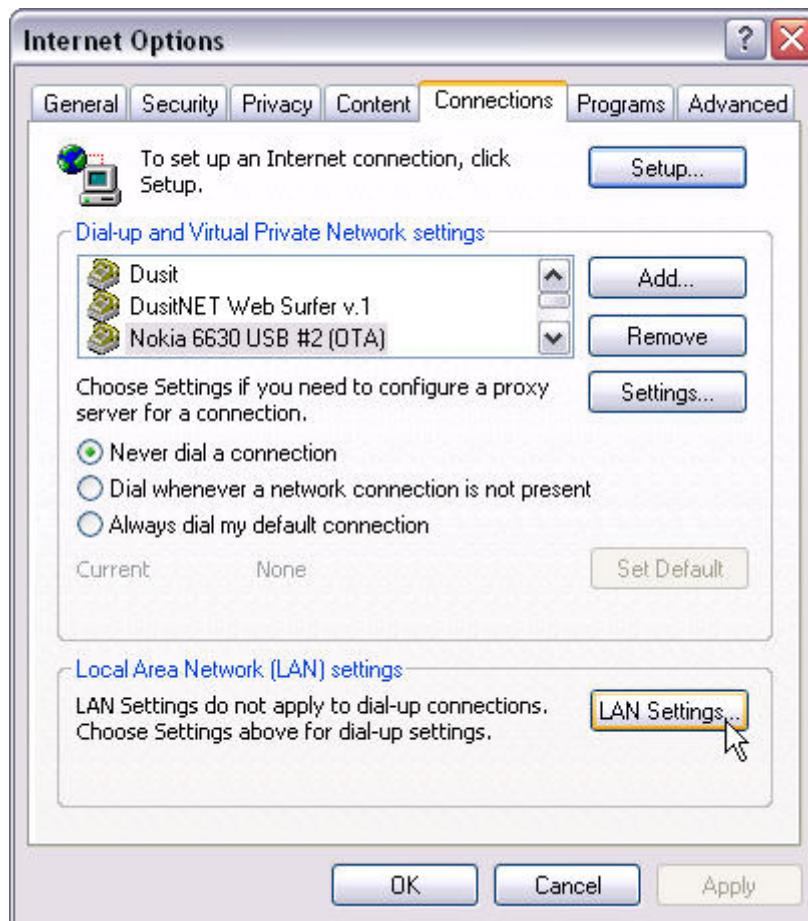 Internet Options
?
General Security Privacy Content Connections Programs Advanced
To set up an Internet connection, click
Setup.
Setup...
Dial-up and Virtual Private Network settings
Dusit
DusitNET Web Surfer v.1
Nokia 6630 USB #2 (OTA)
Add...
Remove
Choose Settings if you need to configure a proxy
server for a connection.
Settings...
Never dial a connection
Dial whenever a network connection is not present
Always dial my default connection
Current None Set Default
Local Area Network (LAN) settings
LAN Settings do not apply to dial-up connections.
Choose Settings above for dial-up settings.
LAN Settings...
OK Cancel Apply